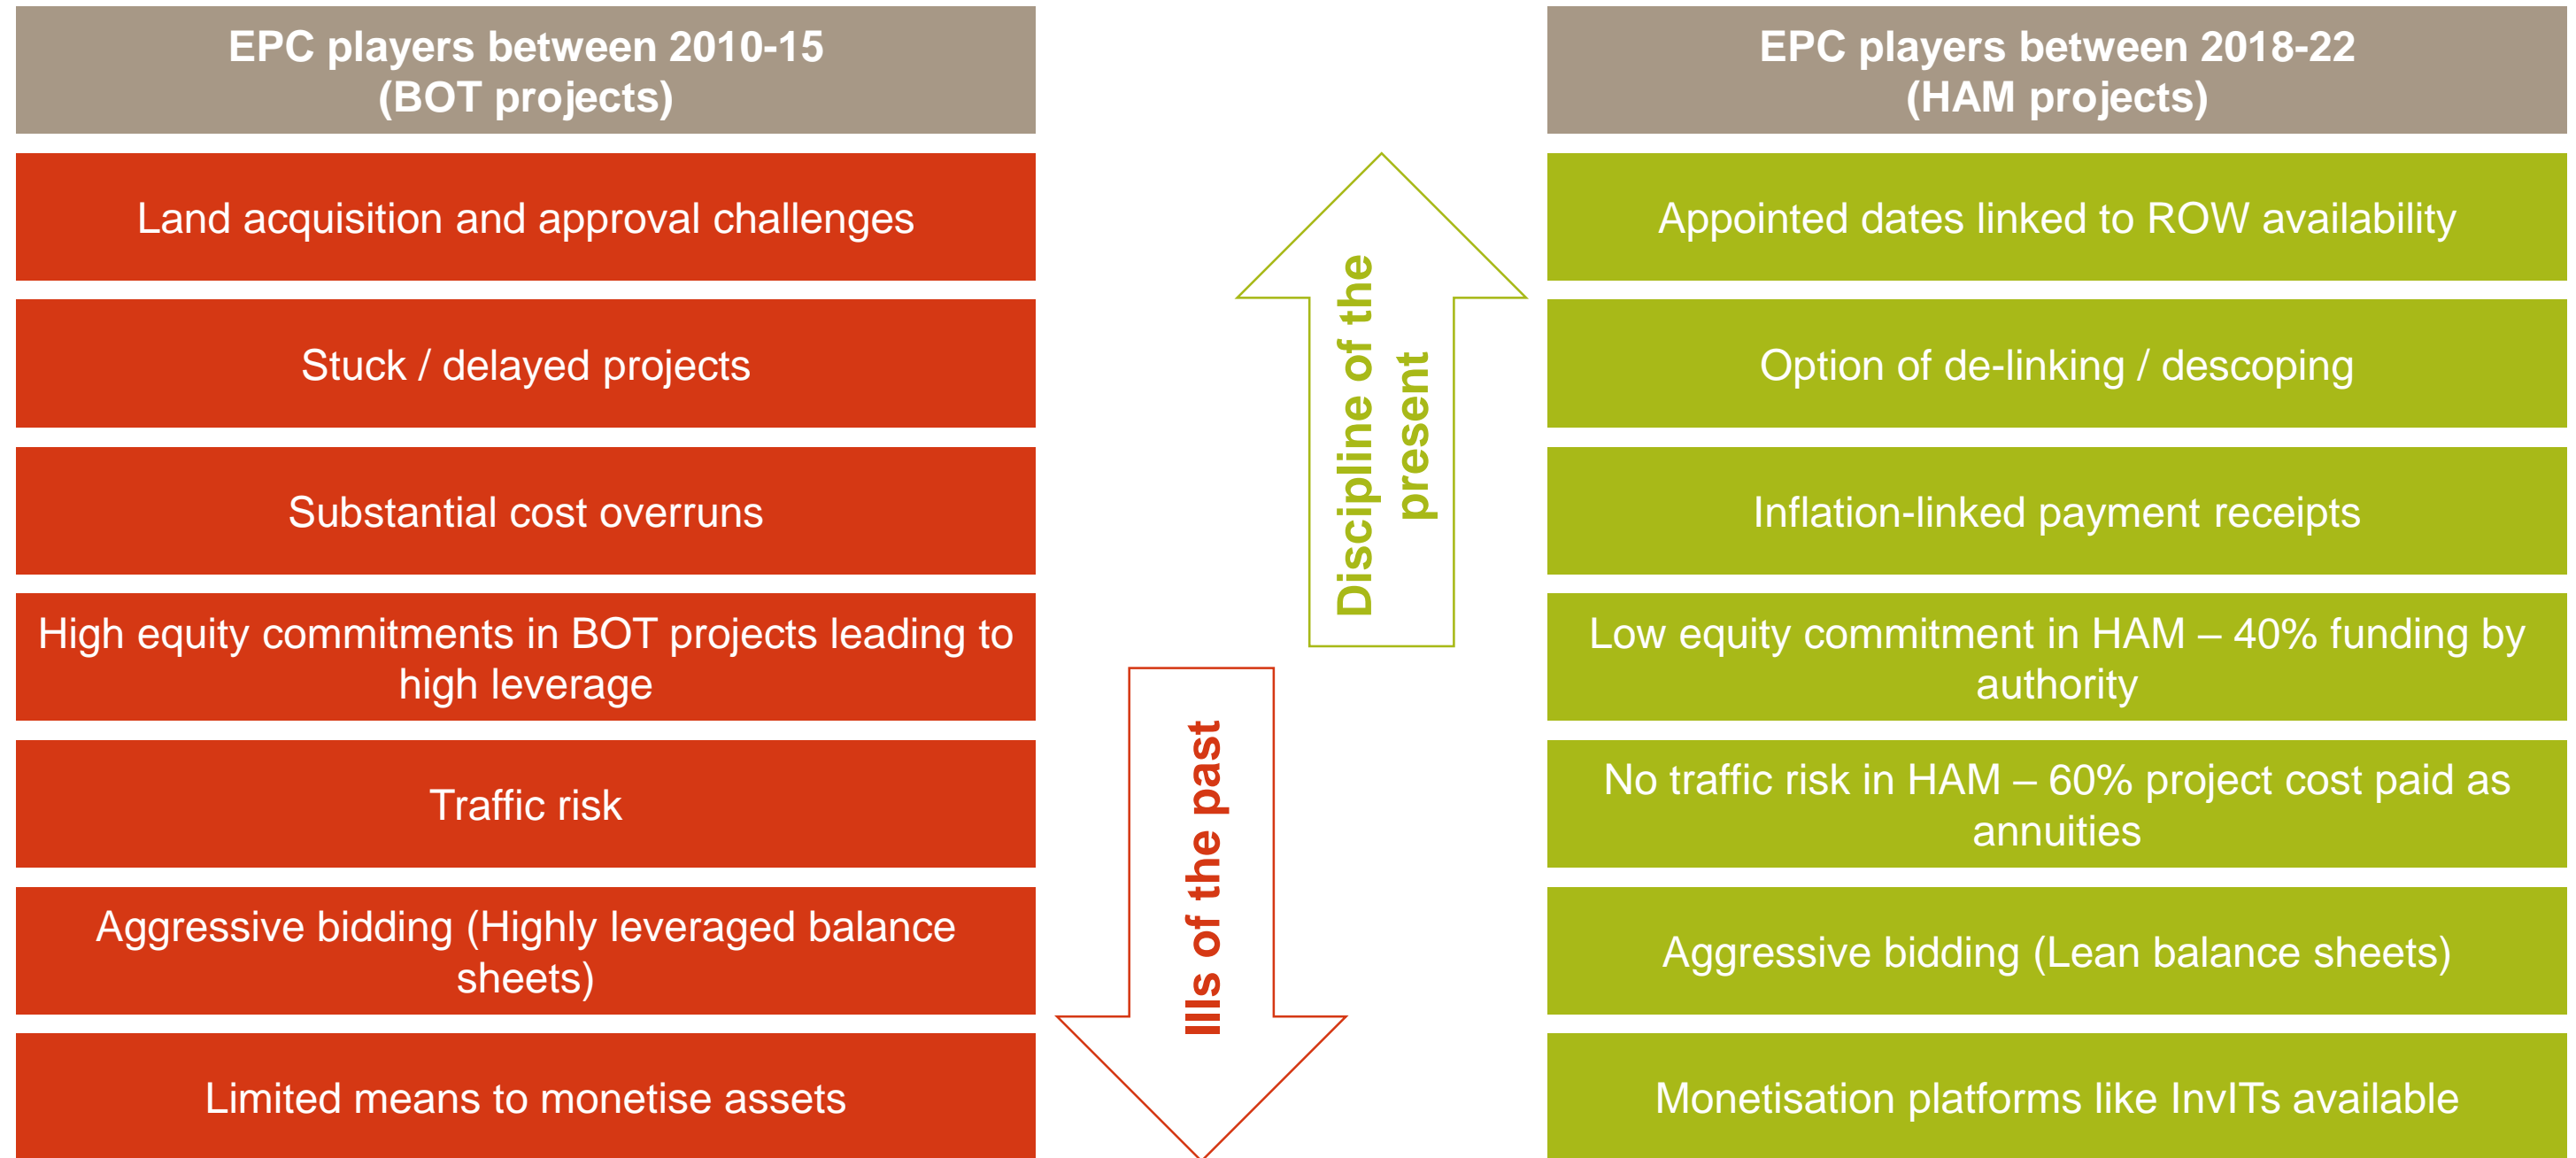 EPC players between 2010-15
(BOT projects)
Land acquisition and approval challenges
Stuck / delayed projects
Substantial cost overruns
High equity commitments in BOT projects leading to
high leverage
Traffic risk
Aggressive bidding (Highly leveraged balance
sheets)
Limited means to monetise assets
Discipline of the
present
Ills of the past
EPC players between 2018-22
(HAM projects)
Appointed dates linked to ROW availability
Option of de-linking / descoping
Inflation-linked payment receipts
Low equity commitment in HAM – 40% funding by
authority
No traffic risk in HAM – 60% project cost paid as
annuities
Aggressive bidding (Lean balance sheets)
Monetisation platforms like InvITs available